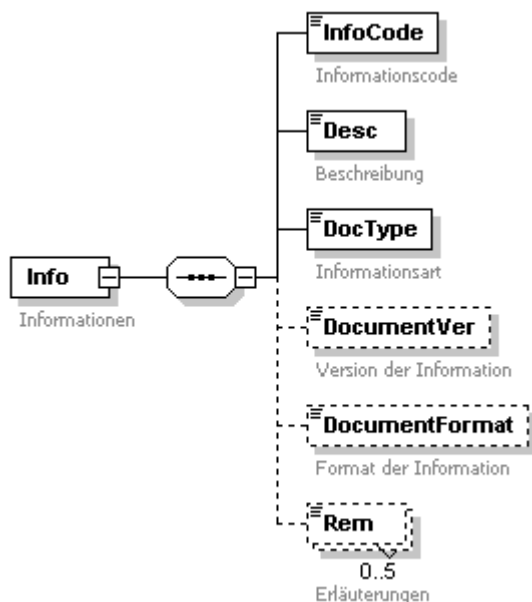 InfoCode
Informationscode
Desc
Beschreibung
DocType
Informationsart
Info
Informationen
DocumentVer
Version der Information
DocumentFormat
Format der Information
Rem
0..5
Erläuterungen